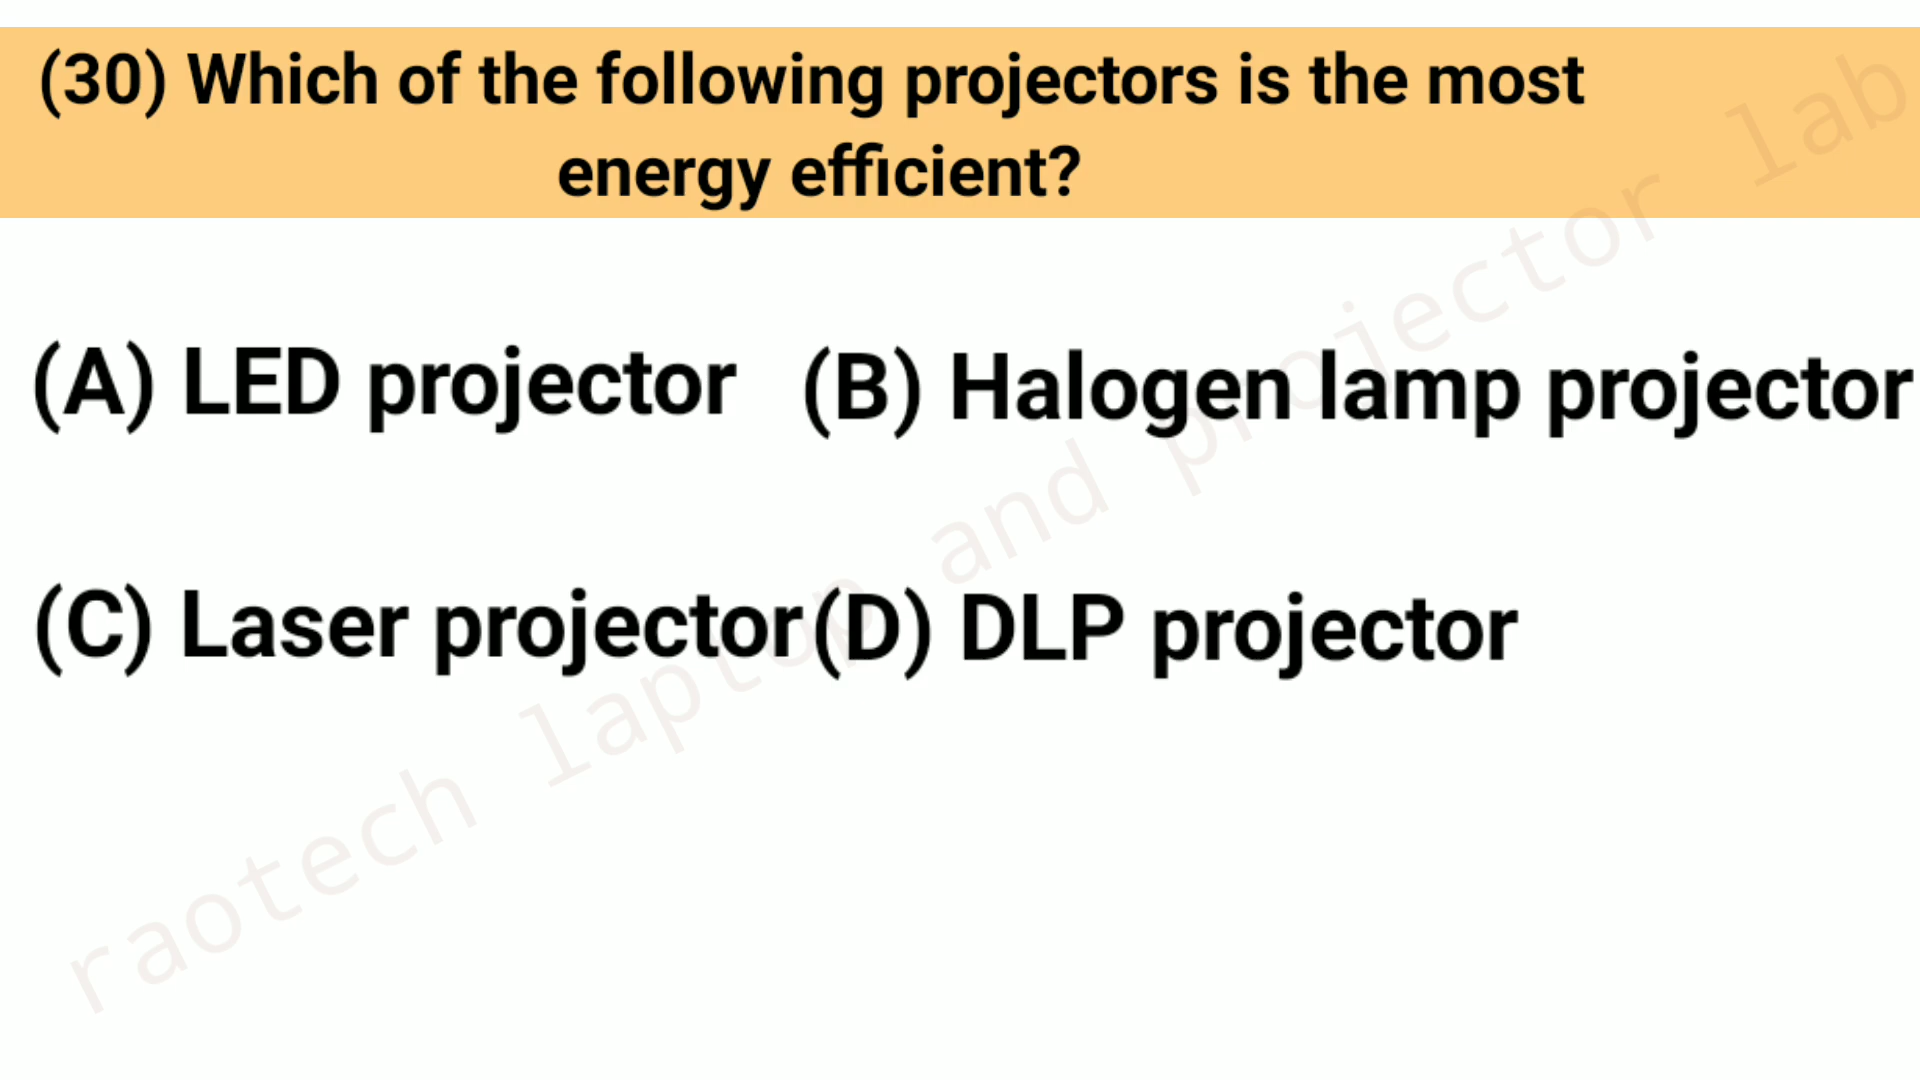 (30) Which of the following projectors is the most
energy efficient?
(A) LED projector (B) Halogen lamp projector
(C) Laser projector (D) DLP projector
raotech laptop and projector lab